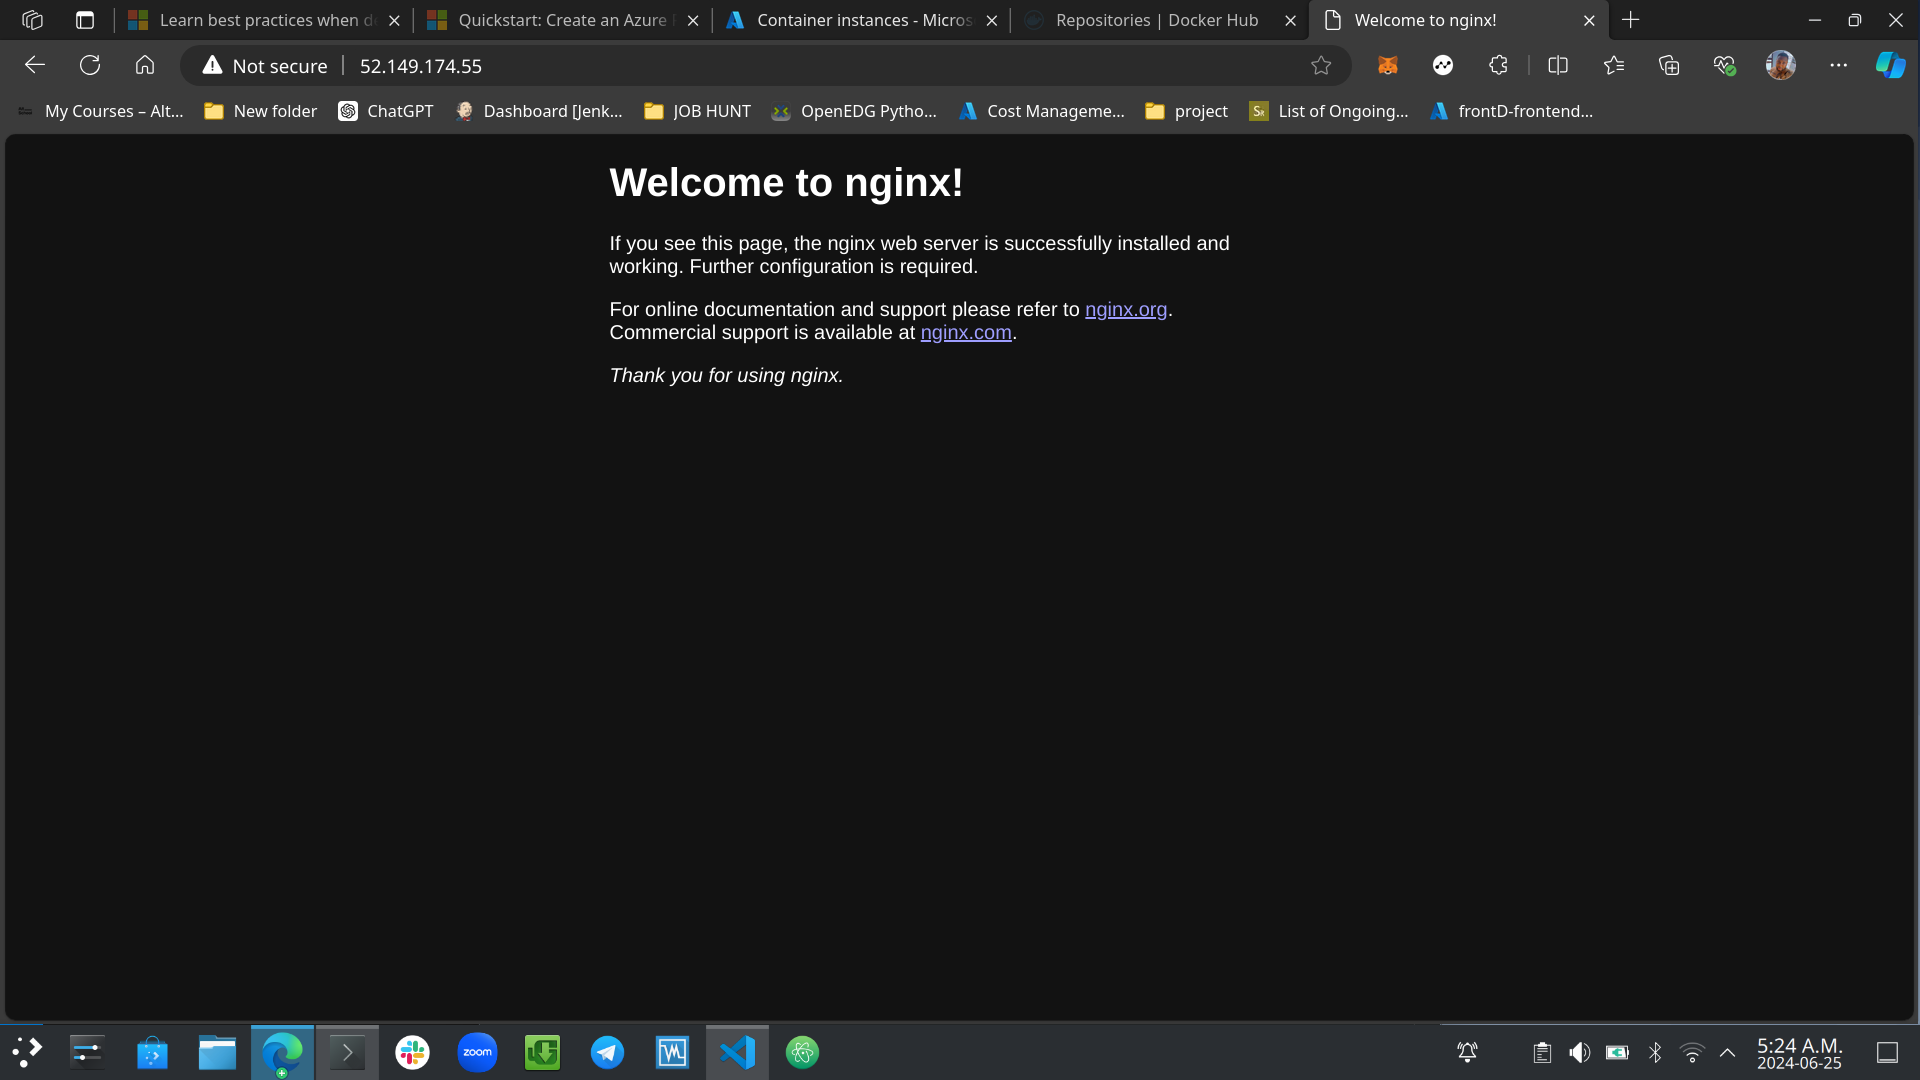 Learn best practices when de
Quickstart: Create an Azure
Container instances - Micros
Repositories | Docker Hub
Welcome to nginx!
Not secure
52.149.174.55
My Courses – Alt...
New folder
ChatGPT
Dashboard [Jenk...
JOB HUNT
OpenEDG Pytho...
Cost Manageme...
project
SR
List of Ongoing...
frontD-frontend...
Welcome to nginx!
If you see this page, the nginx web server is successfully installed and
working. Further configuration is required.
For online documentation and support please refer to nginx.org.
Commercial support is available at nginx.com.
Thank you for using nginx.
zoom
5:24 A.M.
2024-06-25